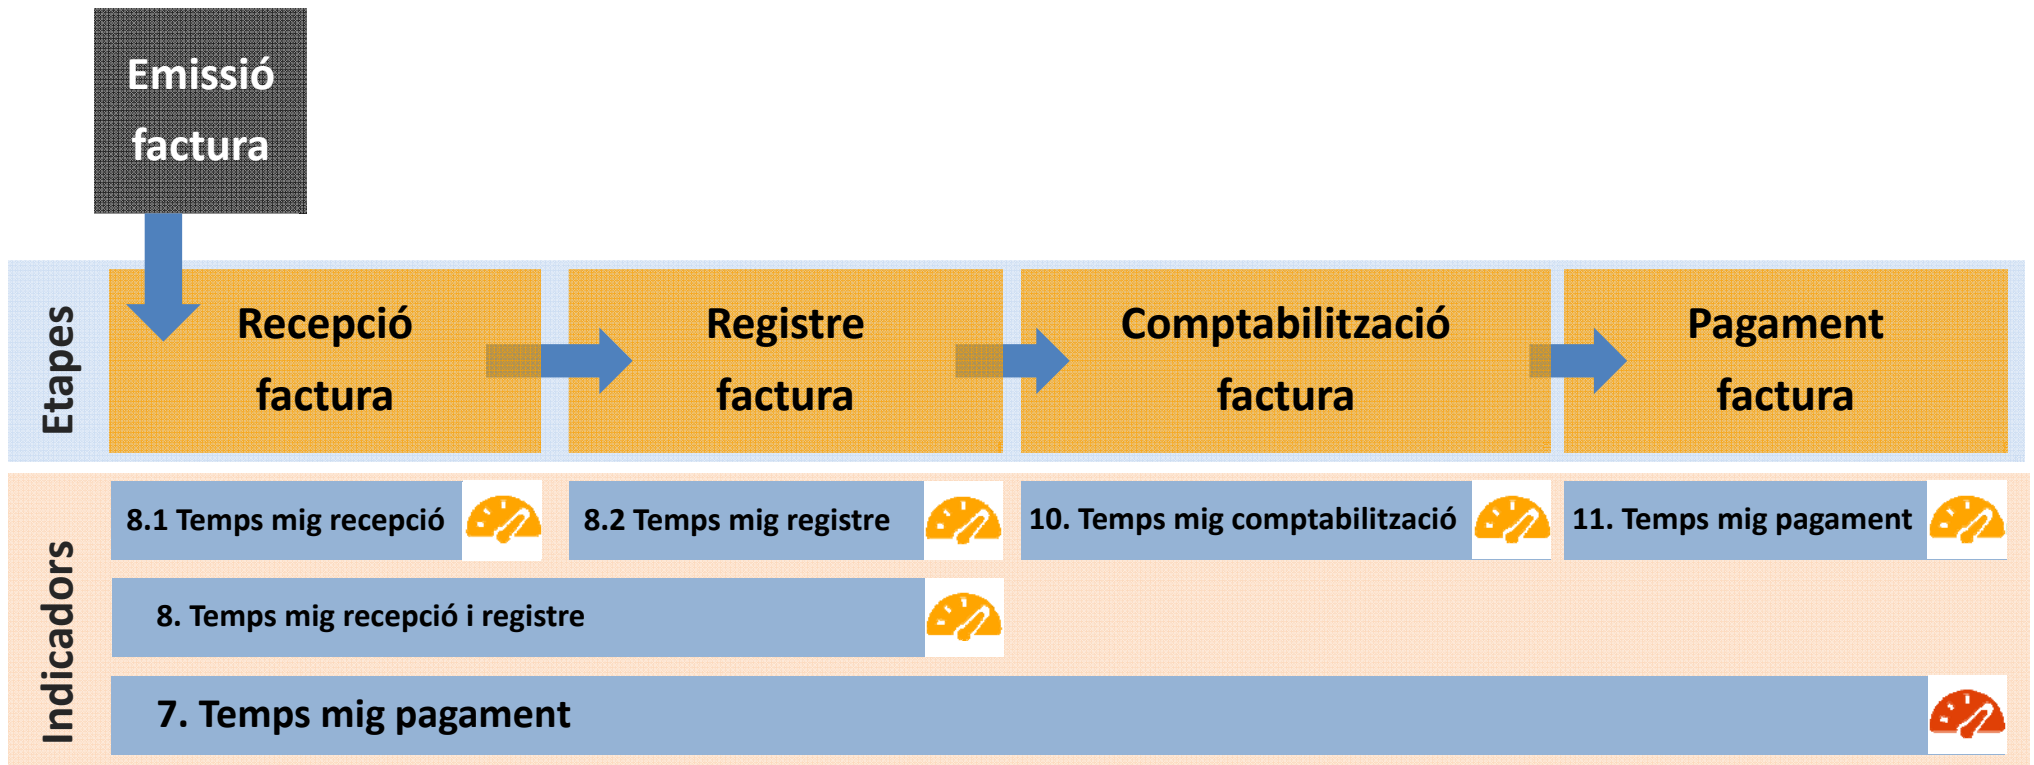 Emissió
factura
Etapes
Recepció
factura
Registre
factura
Comptabilització
factura
Pagament
factura
Indicadors
8.1 Temps mig recepció
8.2 Temps mig registre
10. Temps mig comptabilització
11. Temps mig pagament
8. Temps mig recepció i registre
7. Temps mig pagament